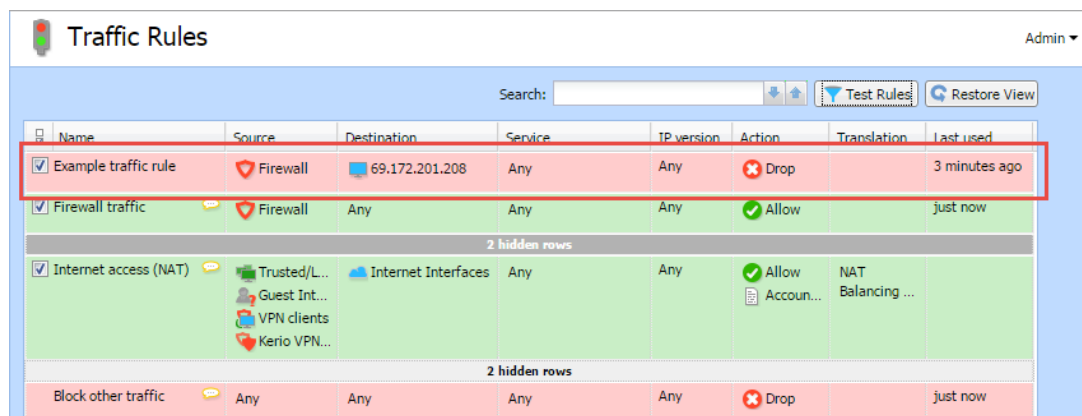 Traffic Rules
Admin
Search: Test Rules Restore View
Name Source Destination Service IP version Action Translation Last used
Example traffic rule Firewall 69.172.201.208 Any Any Drop 3 minutes ago
Firewall traffic Firewall Any Any Any Allow just now
2 hidden rows
Internet access (NAT) Trusted/L... Internet Interfaces Any Any Allow NAT
Guest Int... Accoun... Balancing ...
VPN clients
Kerio VPN...
2 hidden rows
Block other traffic Any Any Any Any Drop just now